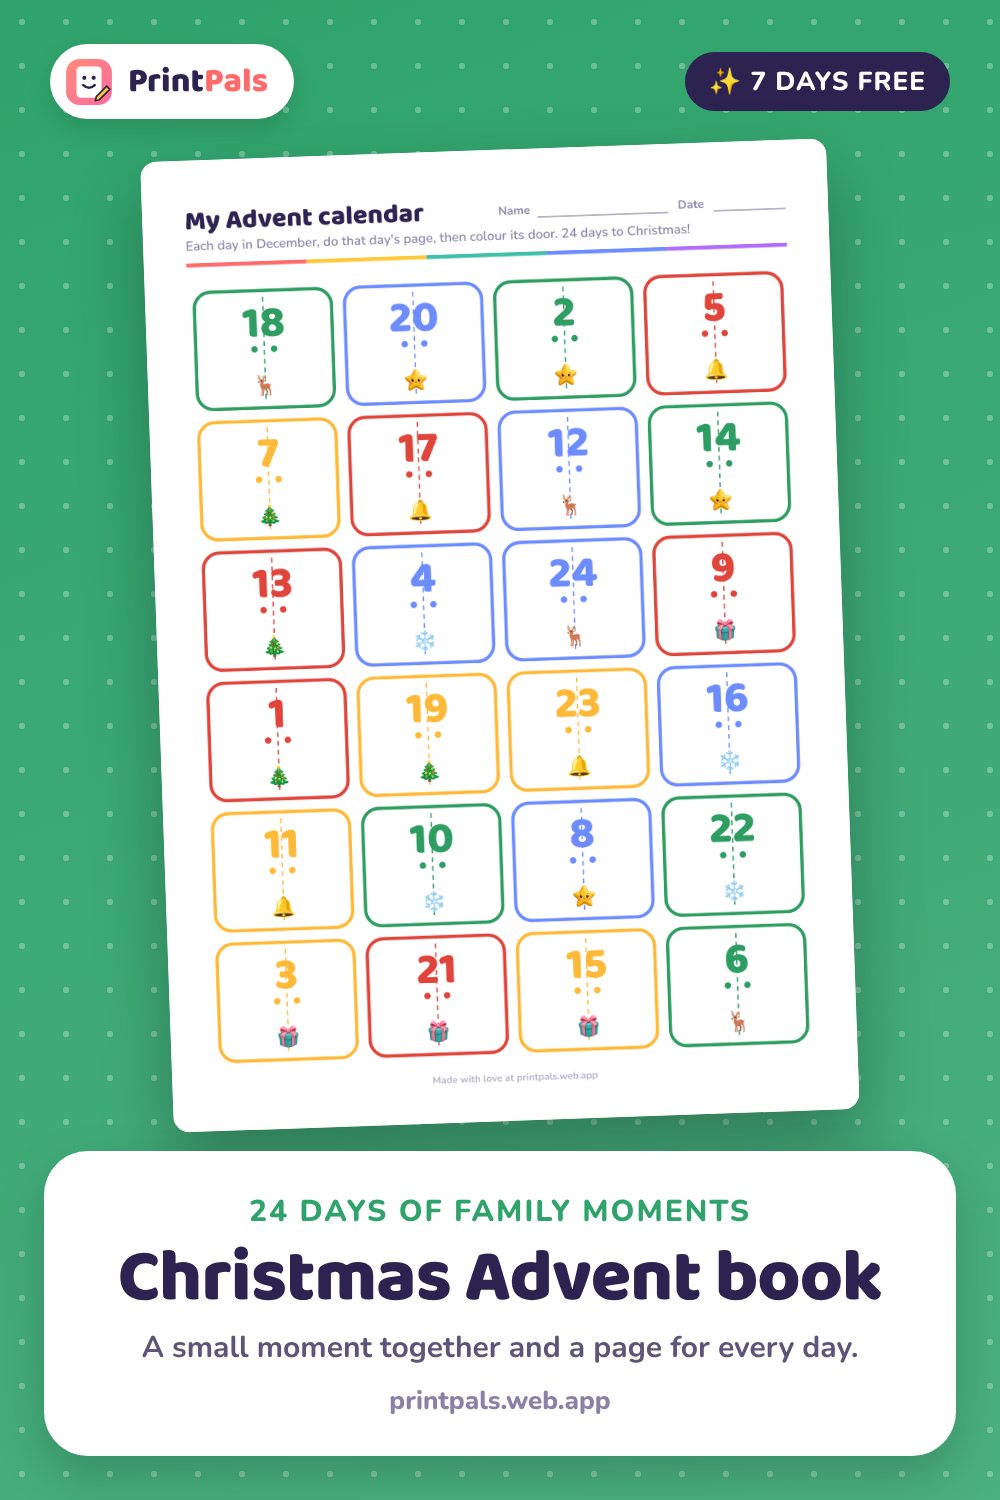 PrintPals
✨ 7 DAYS FREE
My Advent calendar
Name
Date
Each day in December, do that day's page, then colour its door. 24 days to Christmas!
18 20 2 5
7 17 12 14
13 4 24 9
1 19 23 16
11 10 8 22
3 21 15 6
Made with love at printpals.web.app
24 DAYS OF FAMILY MOMENTS
Christmas Advent book
A small moment together and a page for every day.
printpals.web.app